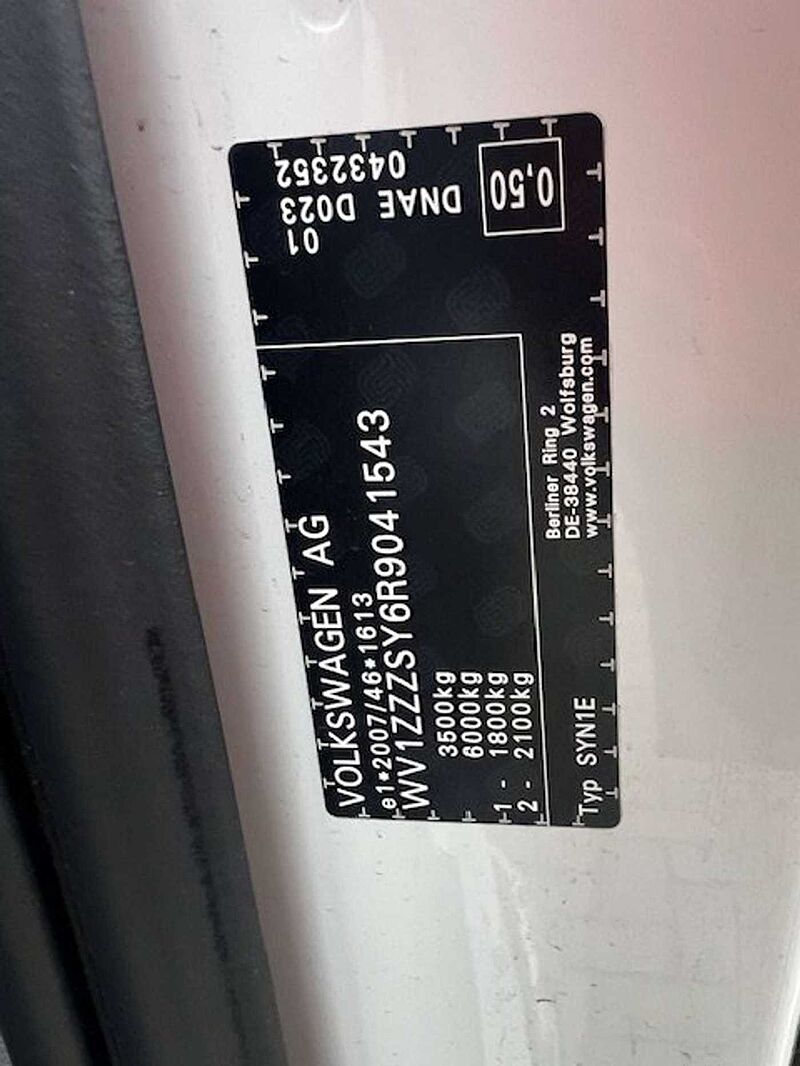 VOLKSWAGEN AG
e1*2007/46*1613
WV1ZZZSY6R9041543
3500kg
6000kg
1 - 1800kg
2 - 2100kg
Typ SYN1E
Berliner Ring 2
DE-38440 Wolfsburg
www.volkswagen.com
0432352
DNAE D023
01
0,50